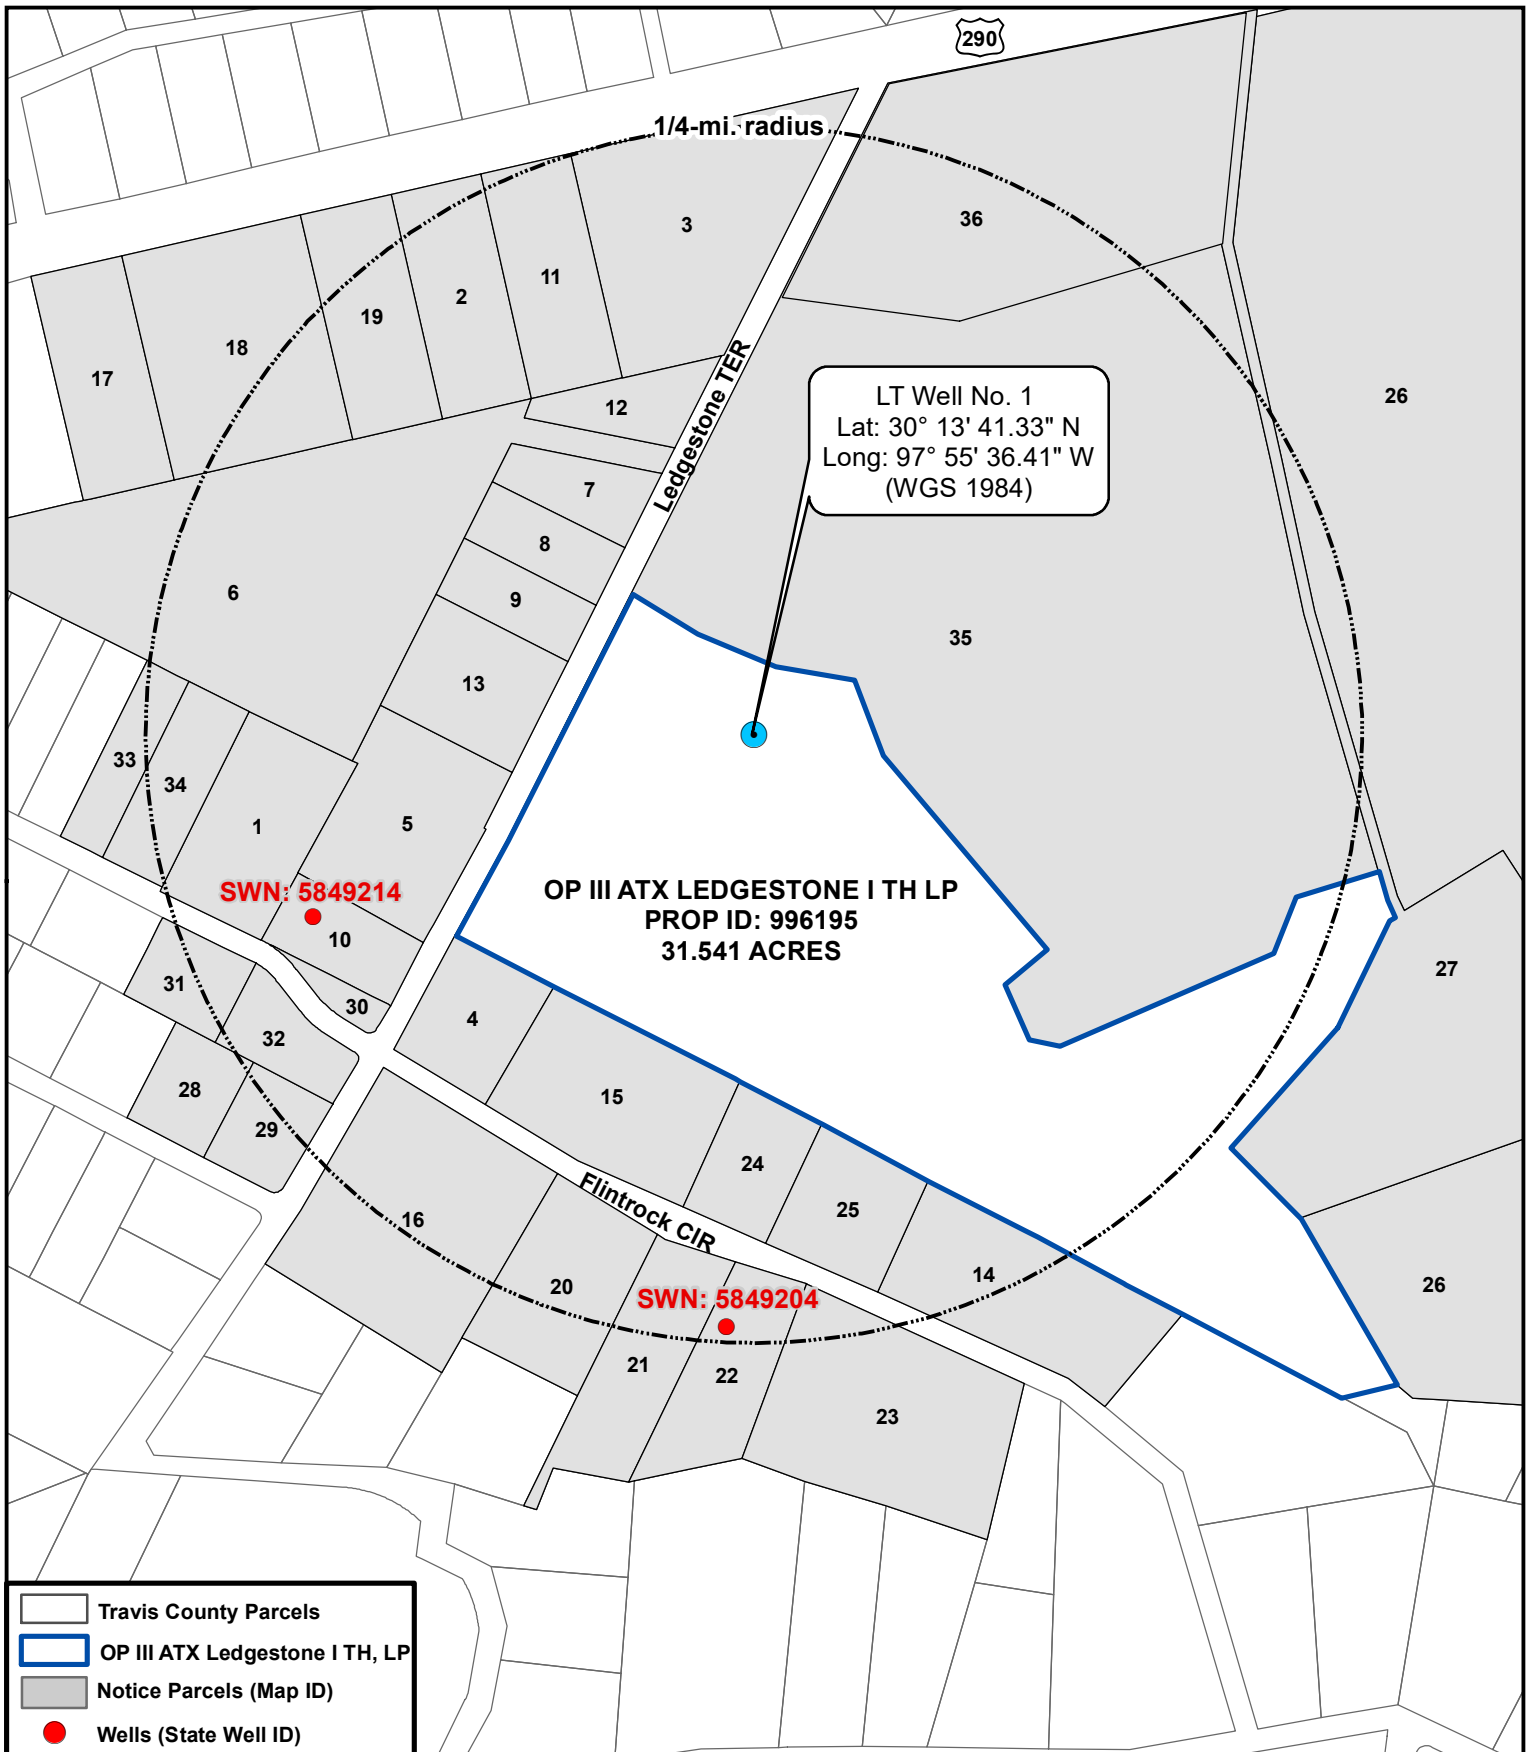 290
1/4-mi. radius
36
3
11
2
19
18
17
26
12
Ledgestone TER
LT Well No. 1
Lat: 30° 13' 41.33" N
Long: 97° 55' 36.41" W
(WGS 1984)
7
8
9
6
35
13
33
34
1
5
SWN: 5849214
10
OP III ATX LEDGESTONE I TH LP
PROP ID: 996195
31.541 ACRES
27
31
30
4
32
28
29
15
24
25
16
Flintrock CIR
20
14
26
SWN: 5849204
21
22
23
Travis County Parcels
OP III ATX Ledgestone I TH, LP
Notice Parcels (Map ID)
Wells (State Well ID)